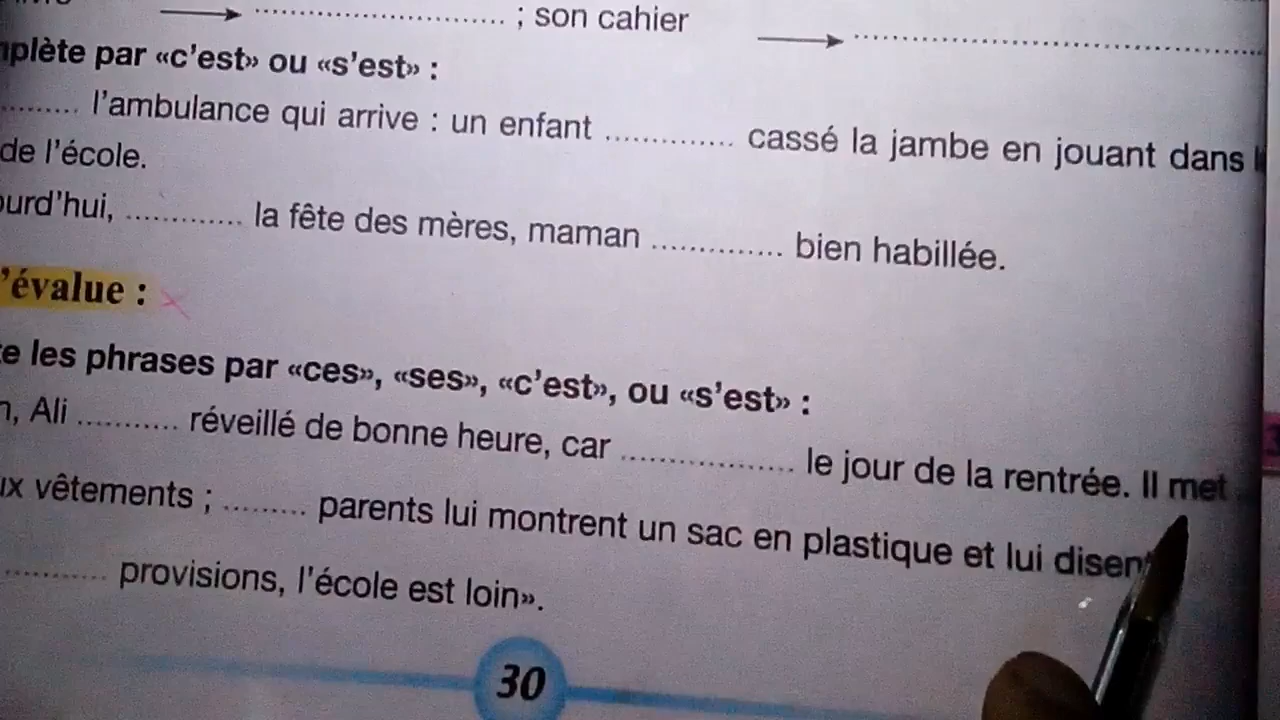 ............................ ; son cahier ................................................
plète par «c'est» ou «s'est» :
......... l'ambulance qui arrive : un enfant .............. cassé la jambe en jouant dans
de l'école.
urd'hui, ............. la fête des mères, maman .............. bien habillée.
'évalue :
e les phrases par «ces», «ses», «c'est», ou «s'est» :
, Ali ........... réveillé de bonne heure, car .................. le jour de la rentrée. Il met
ux vêtements ; ......... parents lui montrent un sac en plastique et lui disent
............ provisions, l'école est loin».
30